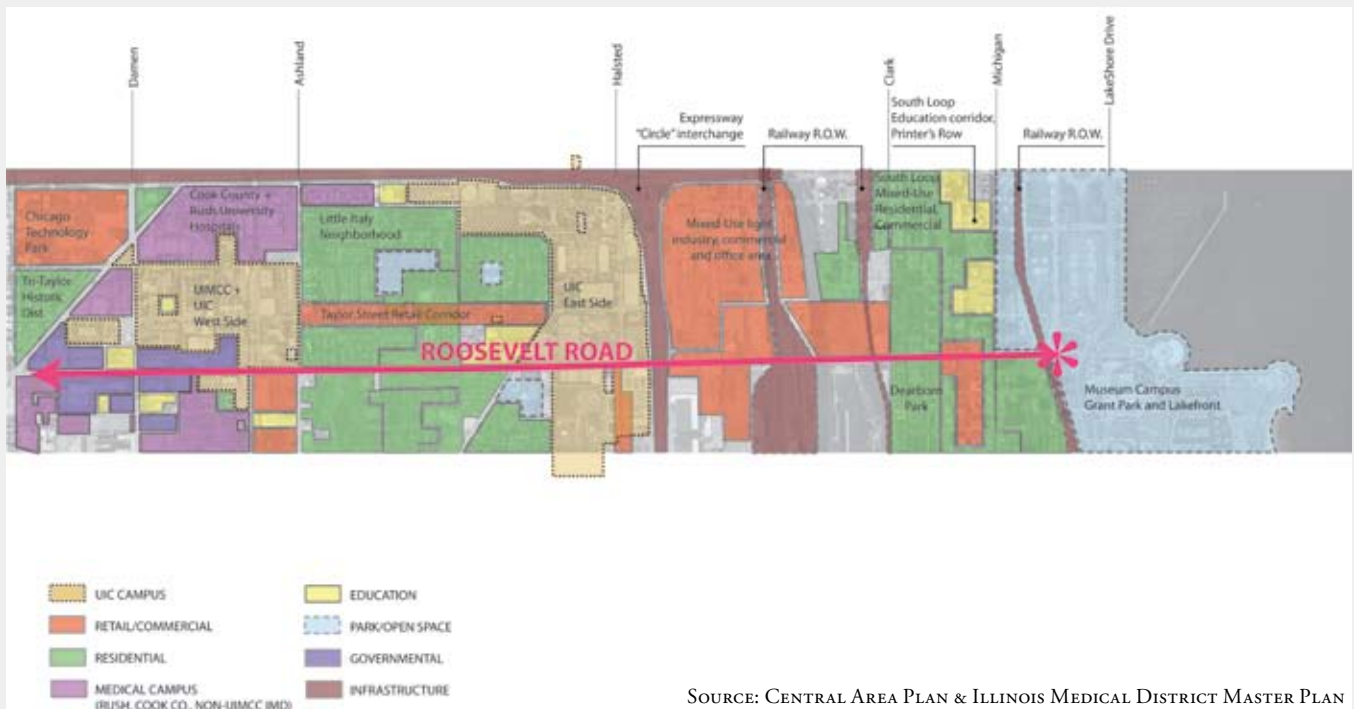 Damen
Ashland
Halsted
Clark
Michigan
LakeShore Drive
Expressway
"Circle" interchange
Railway R.O.W.
South Loop
Education corridor,
Printer's Row
Railway R.O.W.
Chicago
Technology
Park
Cook County +
Rush University
Hospitals
Little Italy
Neighborhood
Mixed-Use light
industry, commercial
and office area
South Loop
Mixed-Use
Residential,
Commercial
Tri-Taylor
Historic
Dist.
UIMCC +
UIC
West Side
UIC
East Side
Taylor Street Retail Corridor
ROOSEVELT ROAD
Dearborn
Park
Museum Campus
Grant Park and Lakefront
UIC CAMPUS
RETAIL/COMMERCIAL
RESIDENTIAL
MEDICAL CAMPUS
(RUSH, COOK CO., NON-UIMCC IMD)
EDUCATION
PARK/OPEN SPACE
GOVERNMENTAL
INFRASTRUCTURE
SOURCE: CENTRAL AREA PLAN & ILLINOIS MEDICAL DISTRICT MASTER PLAN